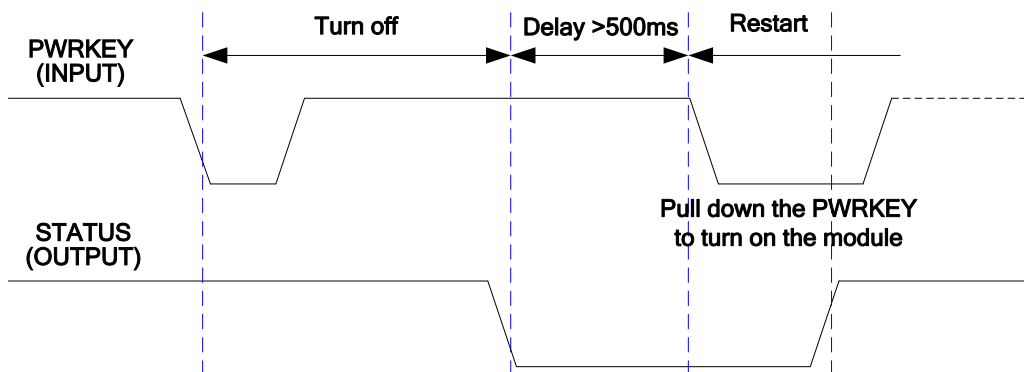 Turn off
Delay >500ms
Restart
PWRKEY
(INPUT)
Pull down the PWRKEY
to turn on the module
STATUS
(OUTPUT)